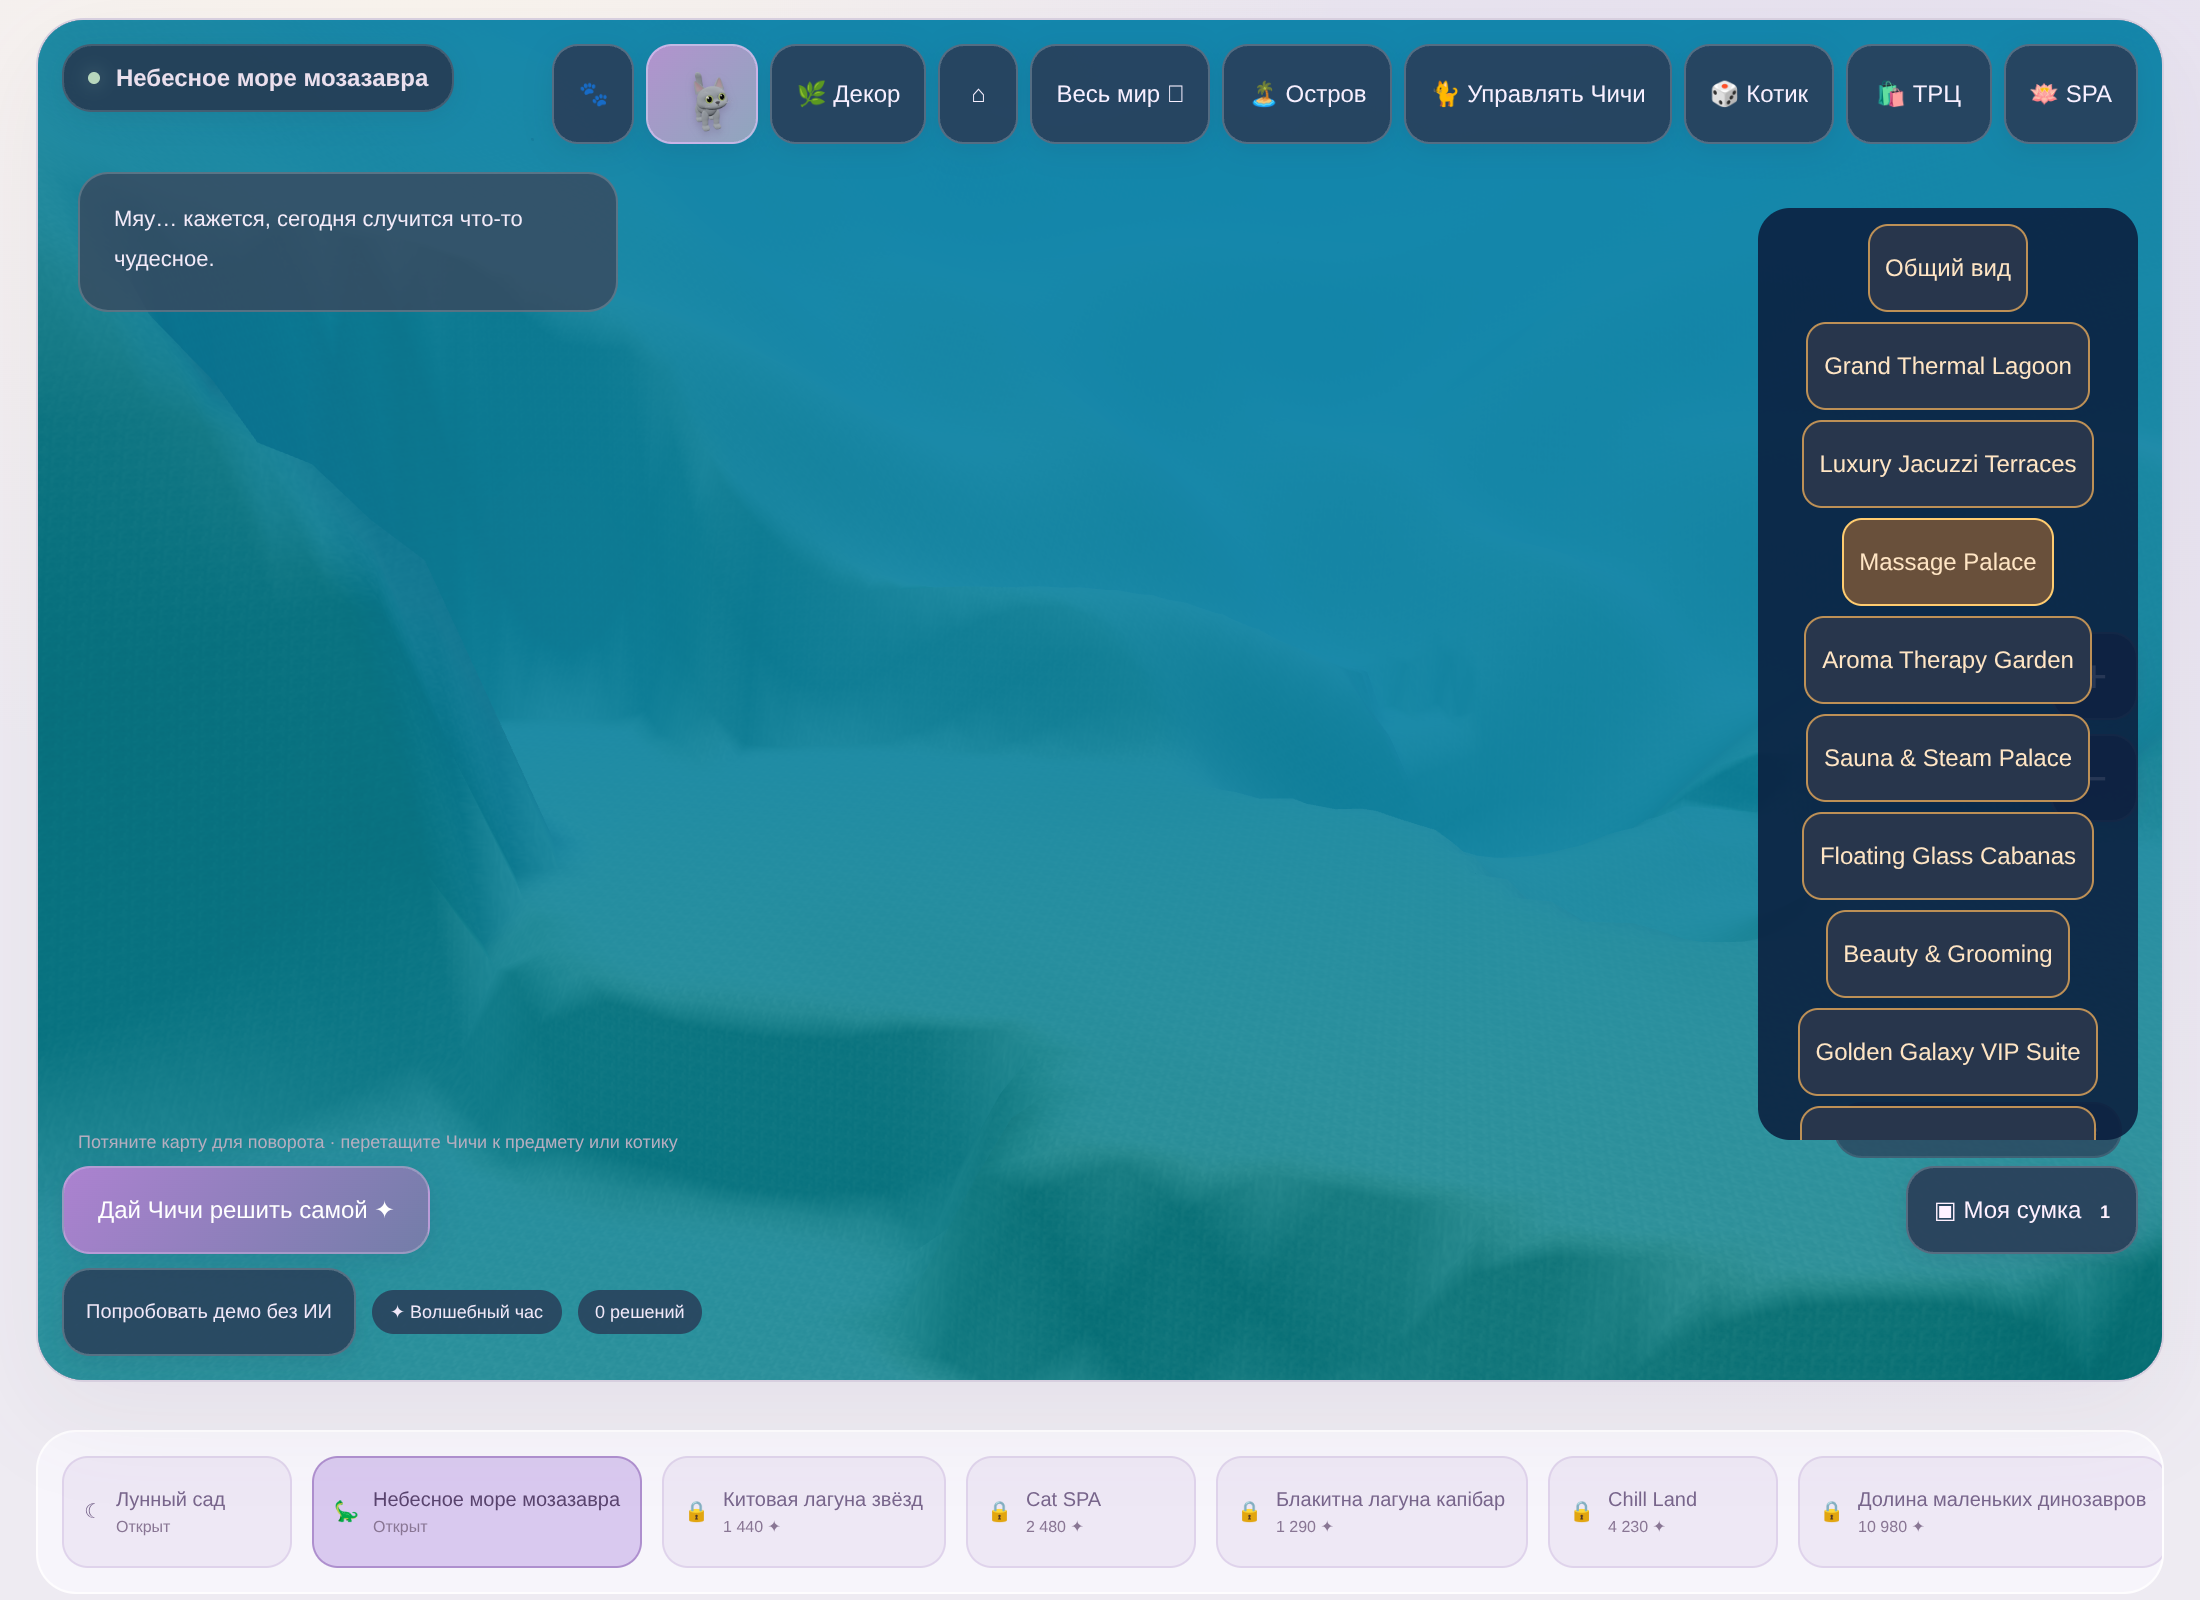 Небесное море мозазавра
Декор
Весь мир
Остров
Управлять Чичи
Котик
ТРЦ
SPA
Мяу… кажется, сегодня случится что-то
чудесное.
Общий вид
Grand Thermal Lagoon
Luxury Jacuzzi Terraces
Massage Palace
Aroma Therapy Garden
Sauna & Steam Palace
Floating Glass Cabanas
Beauty & Grooming
Golden Galaxy VIP Suite
Потяните карту для поворота · перетащите Чичи к предмету или котику
Дай Чичи решить самой ✦
Моя сумка 1
Попробовать демо без ИИ
✦ Волшебный час
0 решений
Лунный сад
Открыт
Небесное море мозазавра
Открыт
Китовая лагуна звёзд
1 440 ✦
Cat SPA
2 480 ✦
Блакитна лагуна капібар
1 290 ✦
Chill Land
4 230 ✦
Долина маленьких динозавров
10 980 ✦